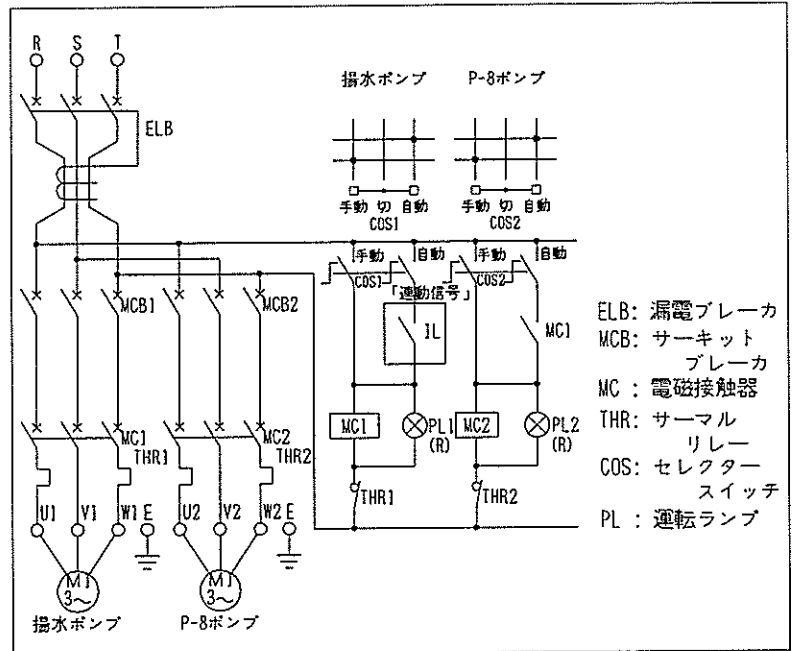 R S T
ELB
揚水ポンプ P-8ポンプ
手動 切 自動 手動 切 自動
COS1 COS2
手動 自動 手動 自動
COS1 COS2
「連動信号」
MCB1 MCB2
IL MC1
MC1 PL1 (R) MC2 PL2 (R)
MC1 MC2
THR1 THR2
THR1 THR2
U1 V1 W1 E U2 V2 W2 E
M1 3〜 M1 3〜
揚水ポンプ P-8ポンプ
ELB: 漏電ブレーカ
MCB: サーキット
ブレーカ
MC : 電磁接触器
THR: サーマル
リレー
COS: セレクター
スイッチ
PL : 運転ランプ